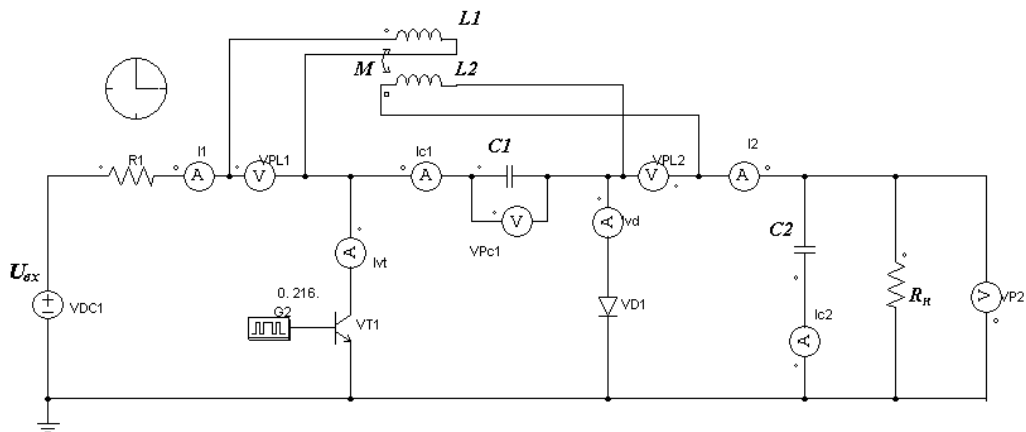 L1
M
L2
R1
I1
VPL1
Ic1
C1
VPL2
I2
A
V
A
V
A
V
A
Ivd
A
Ivt
VPc1
C2
Uвх
VDC1
0.216.
G2
VT1
VD1
Ic2
A
Rн
V
VP2